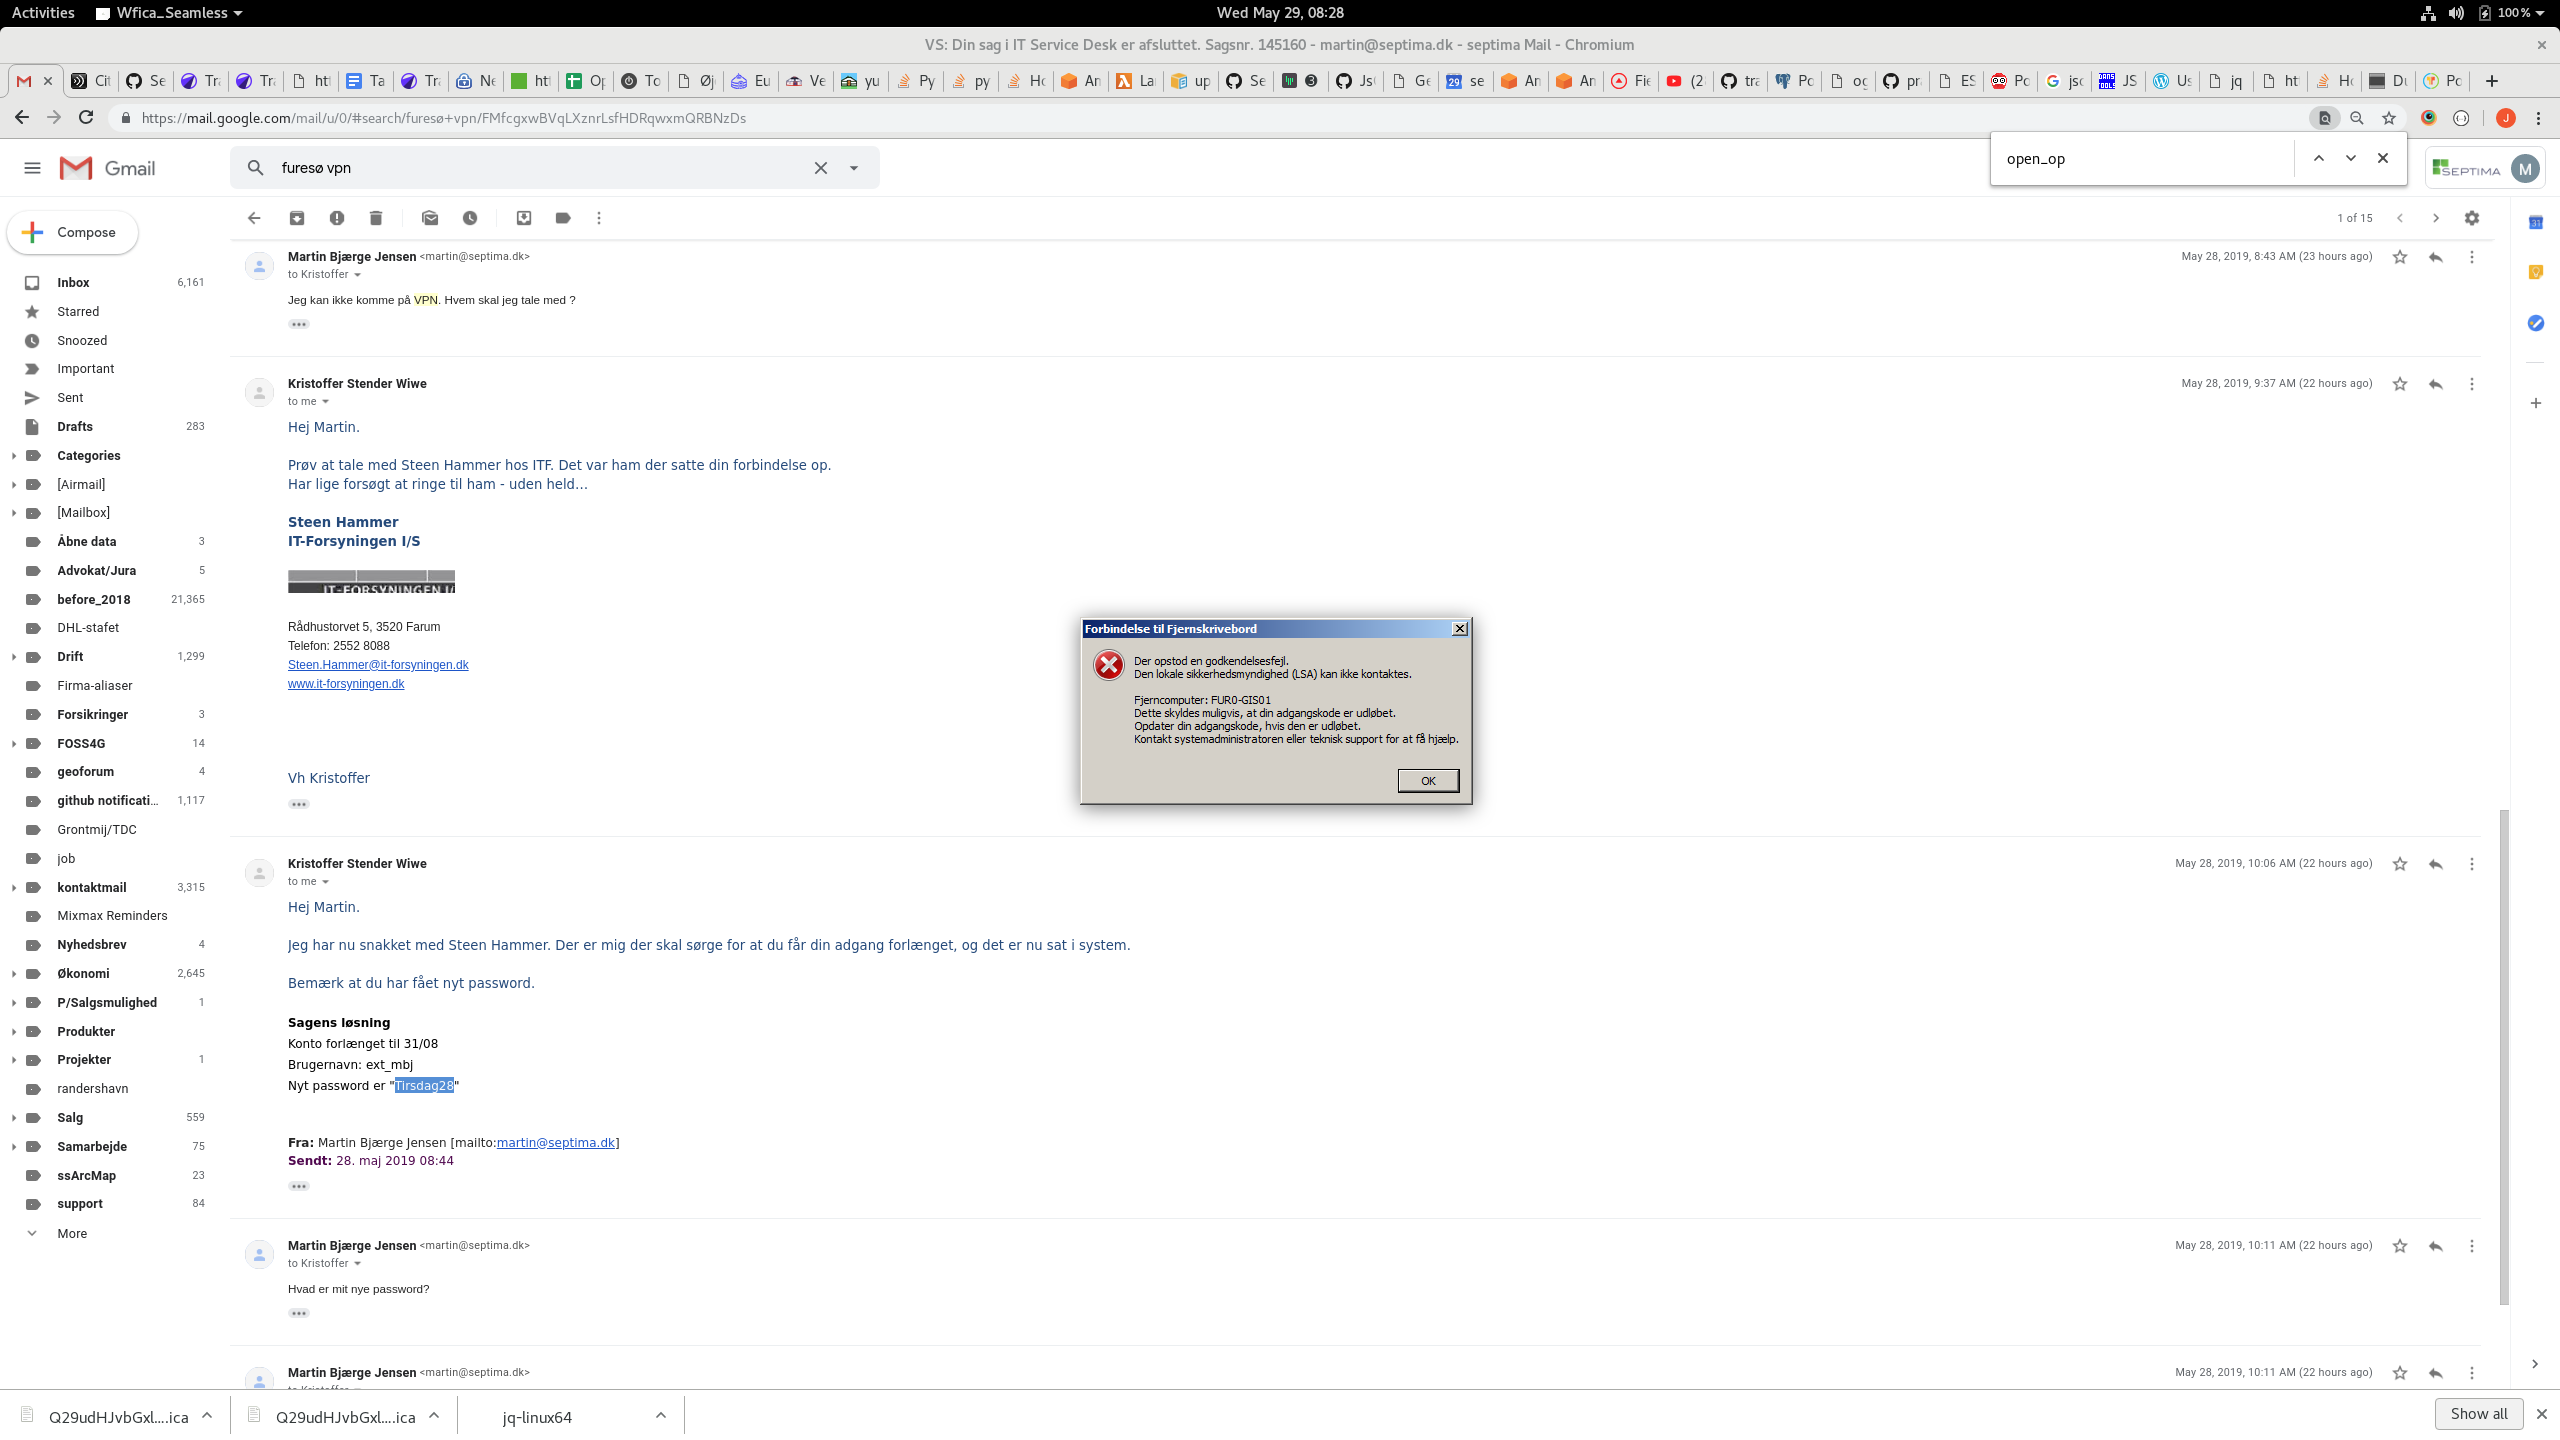 Activities Wfica_Seamless Wed May 29, 08:28 100 %
VS: Din sag i IT Service Desk er afsluttet. Sagsnr. 145160 - martin@septima.dk - septima Mail - Chromium
Cit Se Tra Tra htt Ta Tra Ne htt Op To Øj Eu Ve yu Py py Ho An La up Se 3 Js Ge se An An Fie (2 tra Po og pr ES Po jsc JS Us jq htt Ho Du Po
https://mail.google.com/mail/u/0/#search/furesø+vpn/FMfcgxwBVqLXznrLsfHDRqwxmQRBNzDs J
open_op
Gmail furesø vpn SEPTIMA M
Compose
1 of 15
31
Inbox 6,161
Starred
Snoozed
Important
Sent
Drafts 283
Categories
[Airmail]
[Mailbox]
Åbne data 3
Advokat/Jura 5
before_2018 21,365
DHL-stafet
Drift 1,299
Firma-aliaser
Forsikringer 3
FOSS4G 14
geoforum 4
github notificati... 1,117
Grontmij/TDC
job
kontaktmail 3,315
Mixmax Reminders
Nyhedsbrev 4
Økonomi 2,645
P/Salgsmulighed 1
Produkter
Projekter 1
randershavn
Salg 559
Samarbejde 75
ssArcMap 23
support 84
More
Martin Bjærge Jensen <martin@septima.dk> May 28, 2019, 8:43 AM (23 hours ago)
to Kristoffer
Jeg kan ikke komme på VPN. Hvem skal jeg tale med ?
Kristoffer Stender Wiwe May 28, 2019, 9:37 AM (22 hours ago)
to me
Hej Martin.
Prøv at tale med Steen Hammer hos ITF. Det var ham der satte din forbindelse op.
Har lige forsøgt at ringe til ham - uden held...
Steen Hammer
IT-Forsyningen I/S
IT-FORSYNINGEN I/
Rådhustorvet 5, 3520 Farum
Telefon: 2552 8088
Steen.Hammer@it-forsyningen.dk
www.it-forsyningen.dk
Vh Kristoffer
Forbindelse til Fjernskrivebord
Der opstod en godkendelsesfejl.
Den lokale sikkerhedsmyndighed (LSA) kan ikke kontaktes.
Fjerncomputer: FUR0-GIS01
Dette skyldes muligvis, at din adgangskode er udløbet.
Opdater din adgangskode, hvis den er udløbet.
Kontakt systemadministratoren eller teknisk support for at få hjælp.
OK
Kristoffer Stender Wiwe May 28, 2019, 10:06 AM (22 hours ago)
to me
Hej Martin.
Jeg har nu snakket med Steen Hammer. Der er mig der skal sørge for at du får din adgang forlænget, og det er nu sat i system.
Bemærk at du har fået nyt password.
Sagens løsning
Konto forlænget til 31/08
Brugernavn: ext_mbj
Nyt password er "Tirsdag28"
Fra: Martin Bjærge Jensen [mailto:martin@septima.dk]
Sendt: 28. maj 2019 08:44
Martin Bjærge Jensen <martin@septima.dk> May 28, 2019, 10:11 AM (22 hours ago)
to Kristoffer
Hvad er mit nye password?
Martin Bjærge Jensen <martin@septima.dk> May 28, 2019, 10:11 AM (22 hours ago)
to Kristoffer
Q29udHJvbGxl....ica Q29udHJvbGxl....ica jq-linux64 Show all